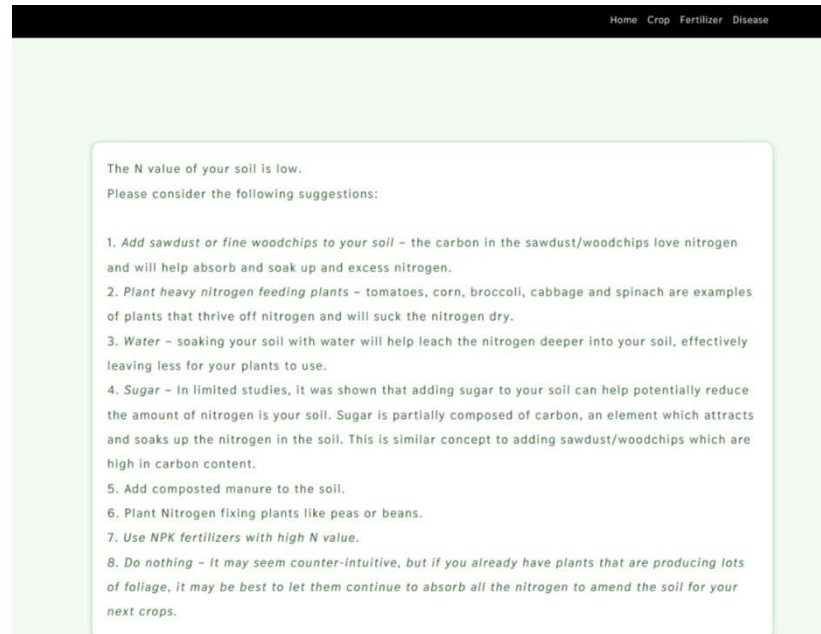 Home Crop Fertilizer Disease
The N value of your soil is low.
Please consider the following suggestions:
1. Add sawdust or fine woodchips to your soil – the carbon in the sawdust/woodchips love nitrogen
and will help absorb and soak up and excess nitrogen.
2. Plant heavy nitrogen feeding plants – tomatoes, corn, broccoli, cabbage and spinach are examples
of plants that thrive off nitrogen and will suck the nitrogen dry.
3. Water – soaking your soil with water will help leach the nitrogen deeper into your soil, effectively
leaving less for your plants to use.
4. Sugar – In limited studies, it was shown that adding sugar to your soil can help potentially reduce
the amount of nitrogen is your soil. Sugar is partially composed of carbon, an element which attracts
and soaks up the nitrogen in the soil. This is similar concept to adding sawdust/woodchips which are
high in carbon content.
5. Add composted manure to the soil.
6. Plant Nitrogen fixing plants like peas or beans.
7. Use NPK fertilizers with high N value.
8. Do nothing – It may seem counter-intuitive, but if you already have plants that are producing lots
of foliage, it may be best to let them continue to absorb all the nitrogen to amend the soil for your
next crops.